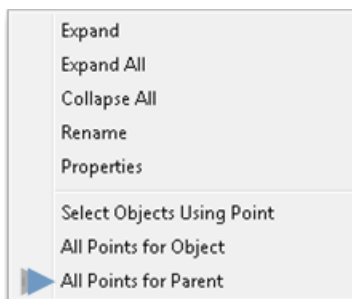 Expand
Expand All
Collapse All
Rename
Properties
Select Objects Using Point
All Points for Object
All Points for Parent